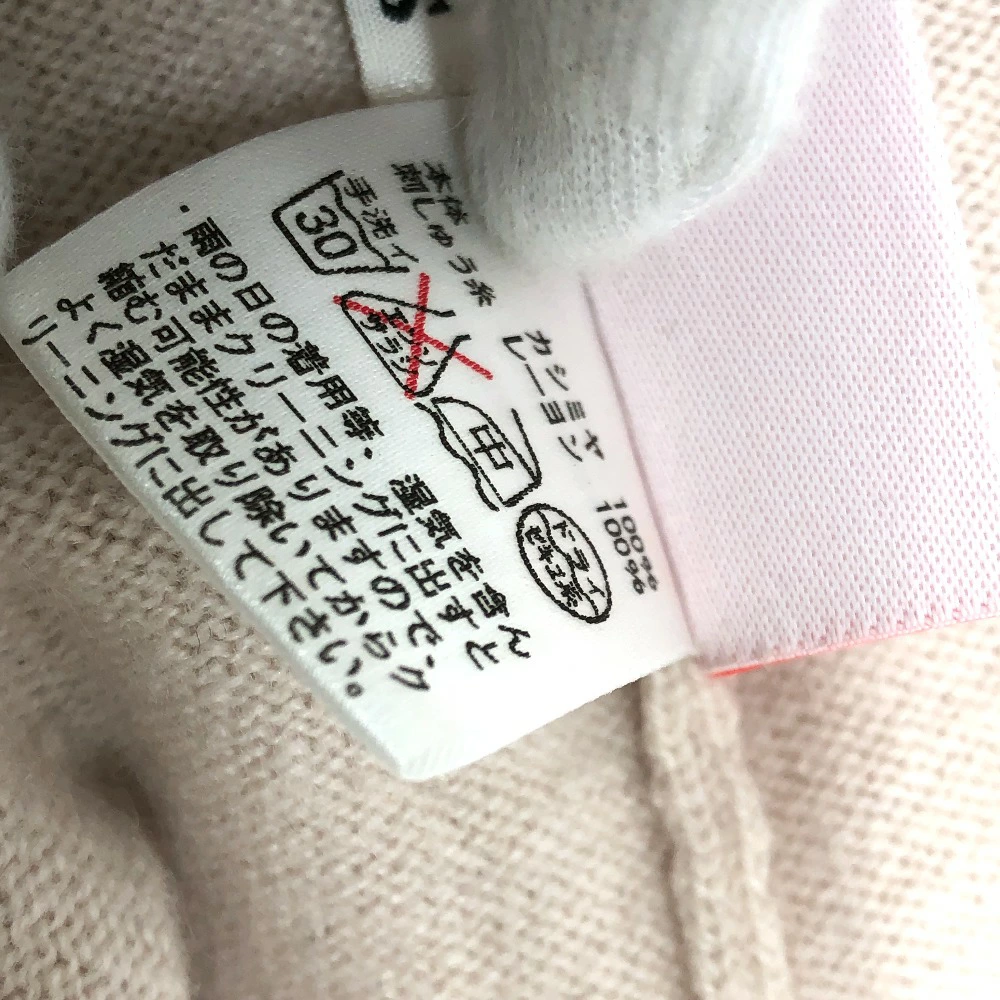 S
本体 カシミヤ 100%
刺しゅう糸 レーヨン 100%
手洗イ
30
エンソ
サラシ
中
ドライ
セキユ系
・雨の日の着用等、湿気を含ん
だままクリーニングに出すと
縮む可能性がありますので、
よく湿気を取り除いてからク
リーニングに出して下さい。